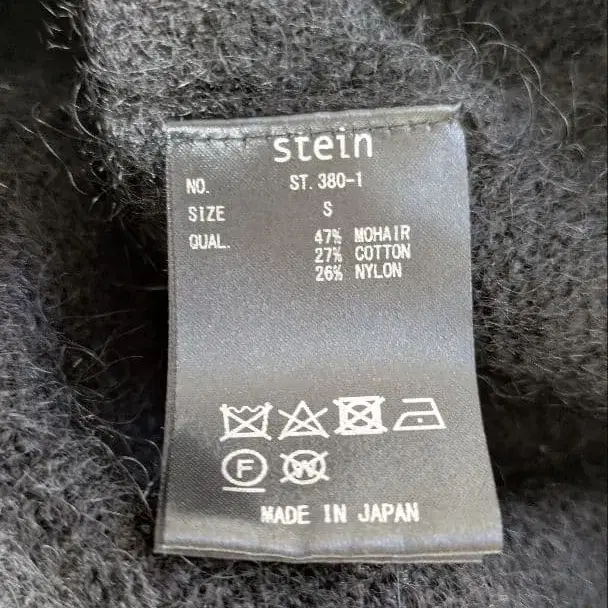 stein
NO. ST.380-1
SIZE S
QUAL. 47% MOHAIR
27% COTTON
26% NYLON
F W
MADE IN JAPAN